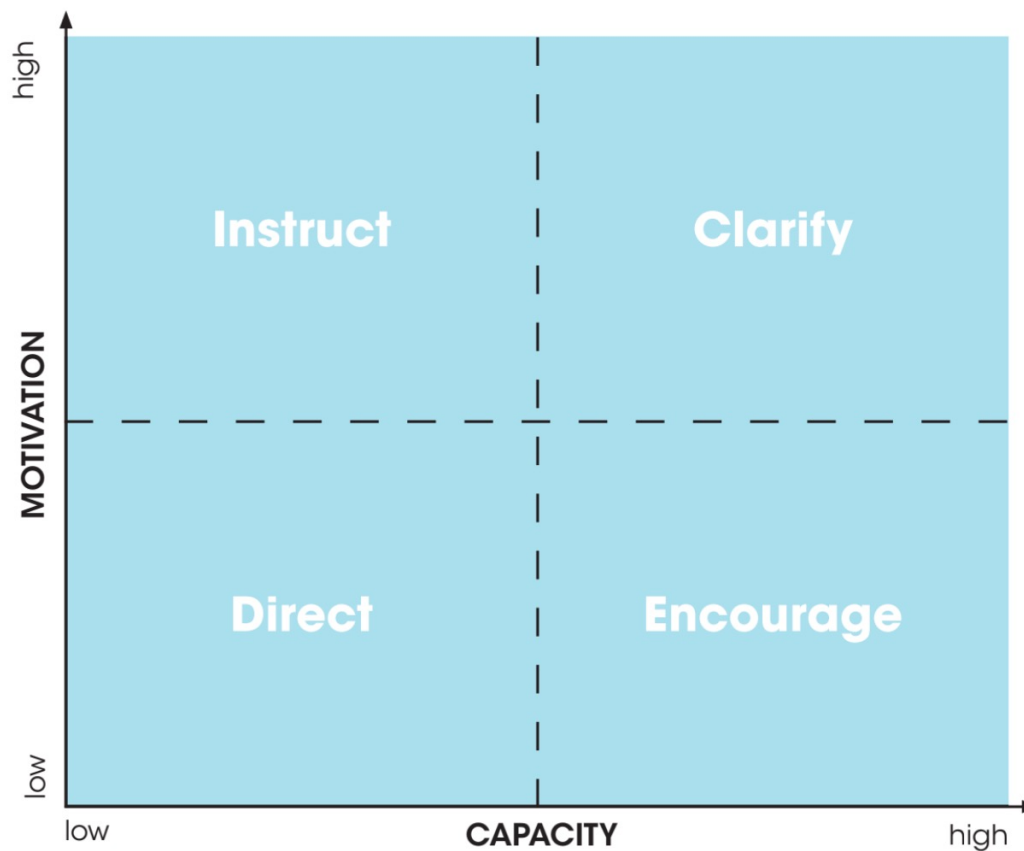 high
Instruct
Clarify
MOTIVATION
Direct
Encourage
low
low
CAPACITY
high